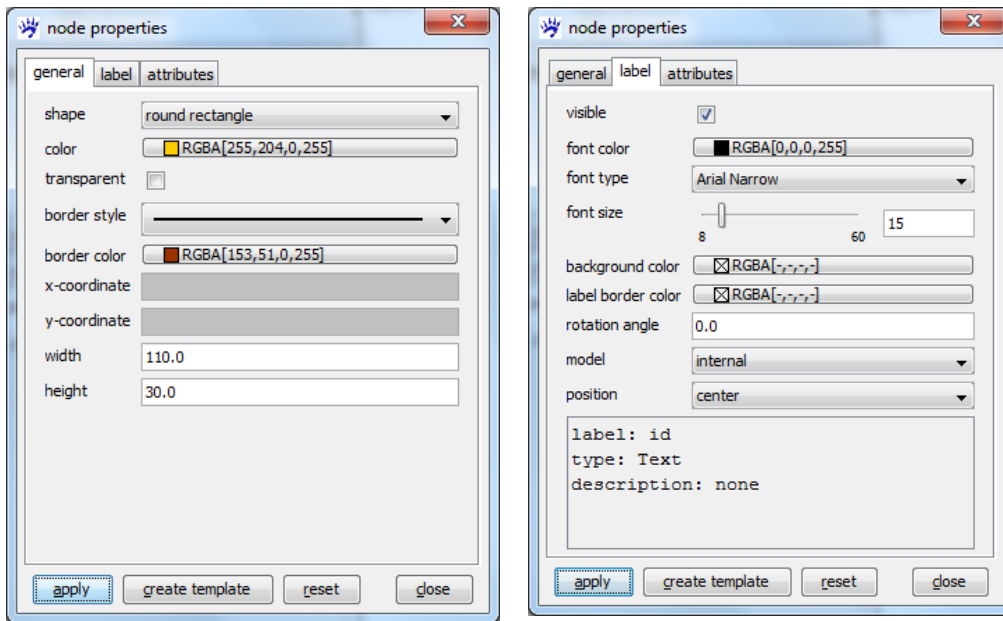 node properties
general label attributes
shape round rectangle
color RGBA[255,204,0,255]
transparent
border style
border color RGBA[153,51,0,255]
x-coordinate
y-coordinate
width 110.0
height 30.0
apply create template reset close
node properties
general label attributes
visible
font color RGBA[0,0,0,255]
font type Arial Narrow
font size 15
8 60
background color RGBA[-,-,-,-]
label border color RGBA[-,-,-,-]
rotation angle 0.0
model internal
position center
label: id
type: Text
description: none
apply create template reset close